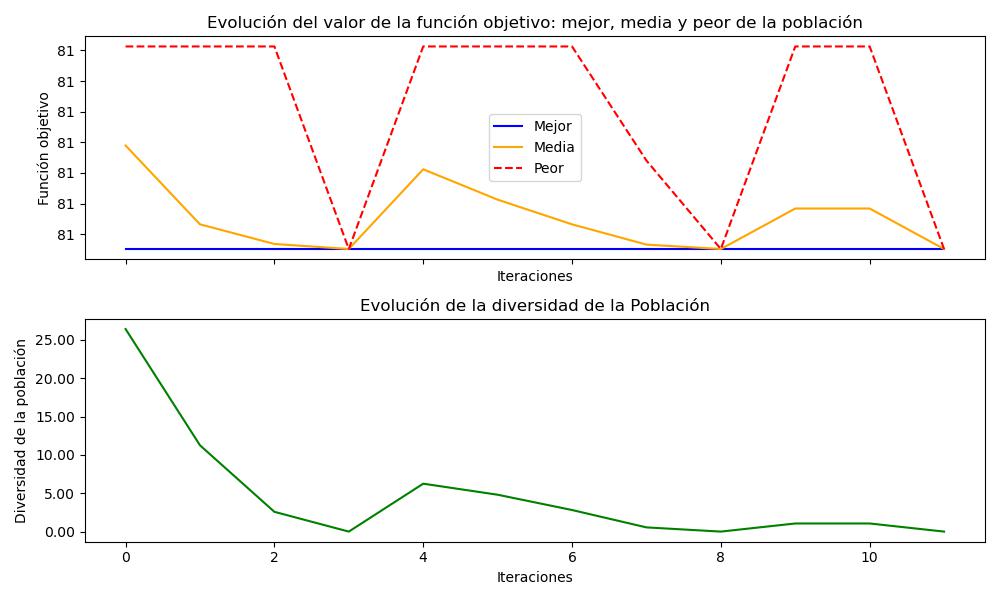 Evolución del valor de la función objetivo: mejor, media y peor de la población
Función objetivo
81
81
81
81
81
81
81
Mejor
Media
Peor
Iteraciones
Evolución de la diversidad de la Población
Diversidad de la población
25.00
20.00
15.00
10.00
5.00
0.00
0 2 4 6 8 10
Iteraciones